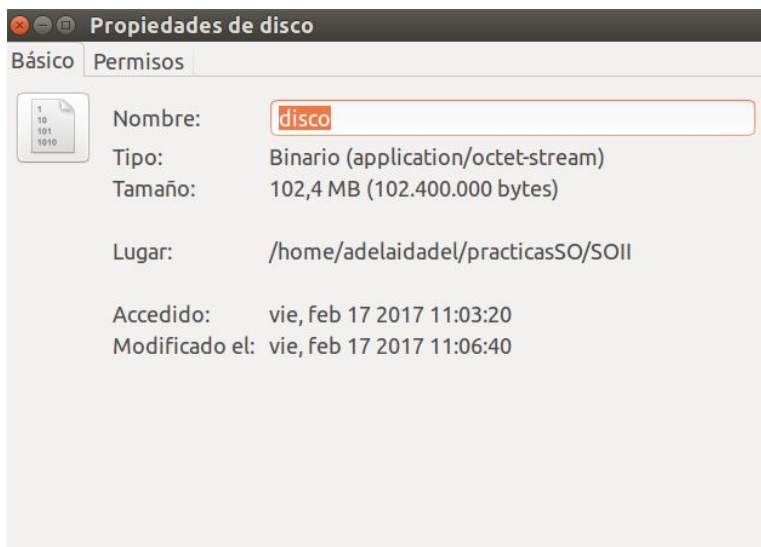 Propiedades de disco
Básico Permisos
1
10
101
1010
Nombre: disco
Tipo: Binario (application/octet-stream)
Tamaño: 102,4 MB (102.400.000 bytes)
Lugar: /home/adelaidadel/practicasSO/SOII
Accedido: vie, feb 17 2017 11:03:20
Modificado el: vie, feb 17 2017 11:06:40